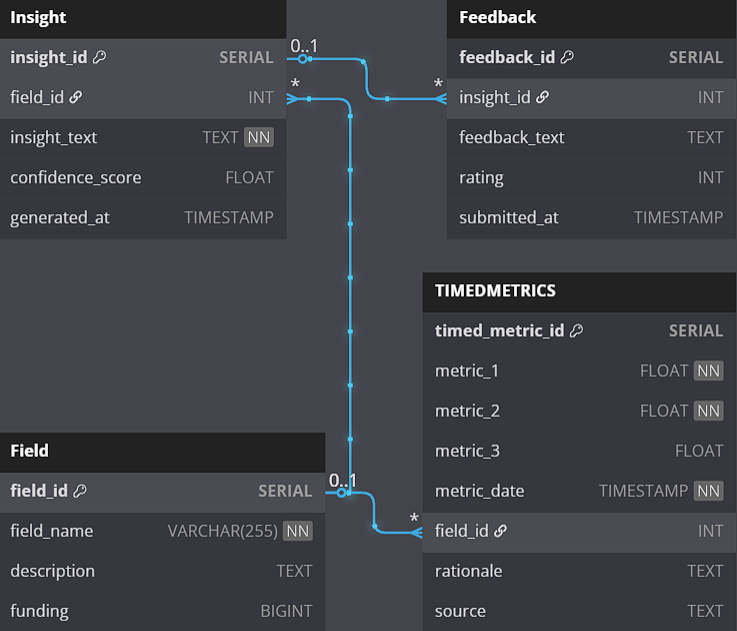 Insight
insight_id SERIAL
field_id INT
insight_text TEXT NN
confidence_score FLOAT
generated_at TIMESTAMP
0..1
*
*
Feedback
feedback_id SERIAL
insight_id INT
feedback_text TEXT
rating INT
submitted_at TIMESTAMP
TIMEDMETRICS
timed_metric_id SERIAL
metric_1 FLOAT NN
metric_2 FLOAT NN
metric_3 FLOAT
metric_date TIMESTAMP NN
field_id INT
rationale TEXT
source TEXT
Field
field_id SERIAL
field_name VARCHAR(255) NN
description TEXT
funding BIGINT
0..1
*